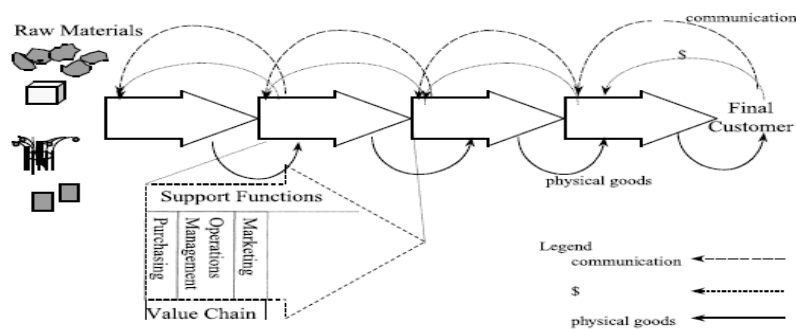 communication
Raw Materials
$
Final
Customer
physical goods
Support Functions
Purchasing
Management
Operations
Marketing
Value Chain
Legend
communication
$
physical goods